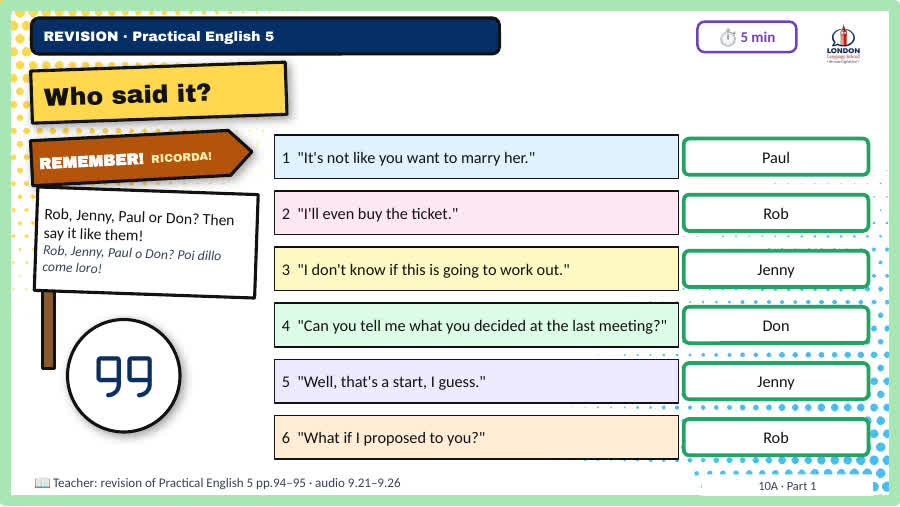 REVISION · Practical English 5
⏱️ 5 min
LONDON
Language School
Who said it?
REMEMBER! RICORDA!
Rob, Jenny, Paul or Don? Then
say it like them!
Rob, Jenny, Paul o Don? Poi dillo
come loro!
1 "It's not like you want to marry her."
Paul
2 "I'll even buy the ticket."
Rob
3 "I don't know if this is going to work out."
Jenny
4 "Can you tell me what you decided at the last meeting?"
Don
5 "Well, that's a start, I guess."
Jenny
6 "What if I proposed to you?"
Rob
📖 Teacher: revision of Practical English 5 pp.94–95 · audio 9.21–9.26
10A · Part 1